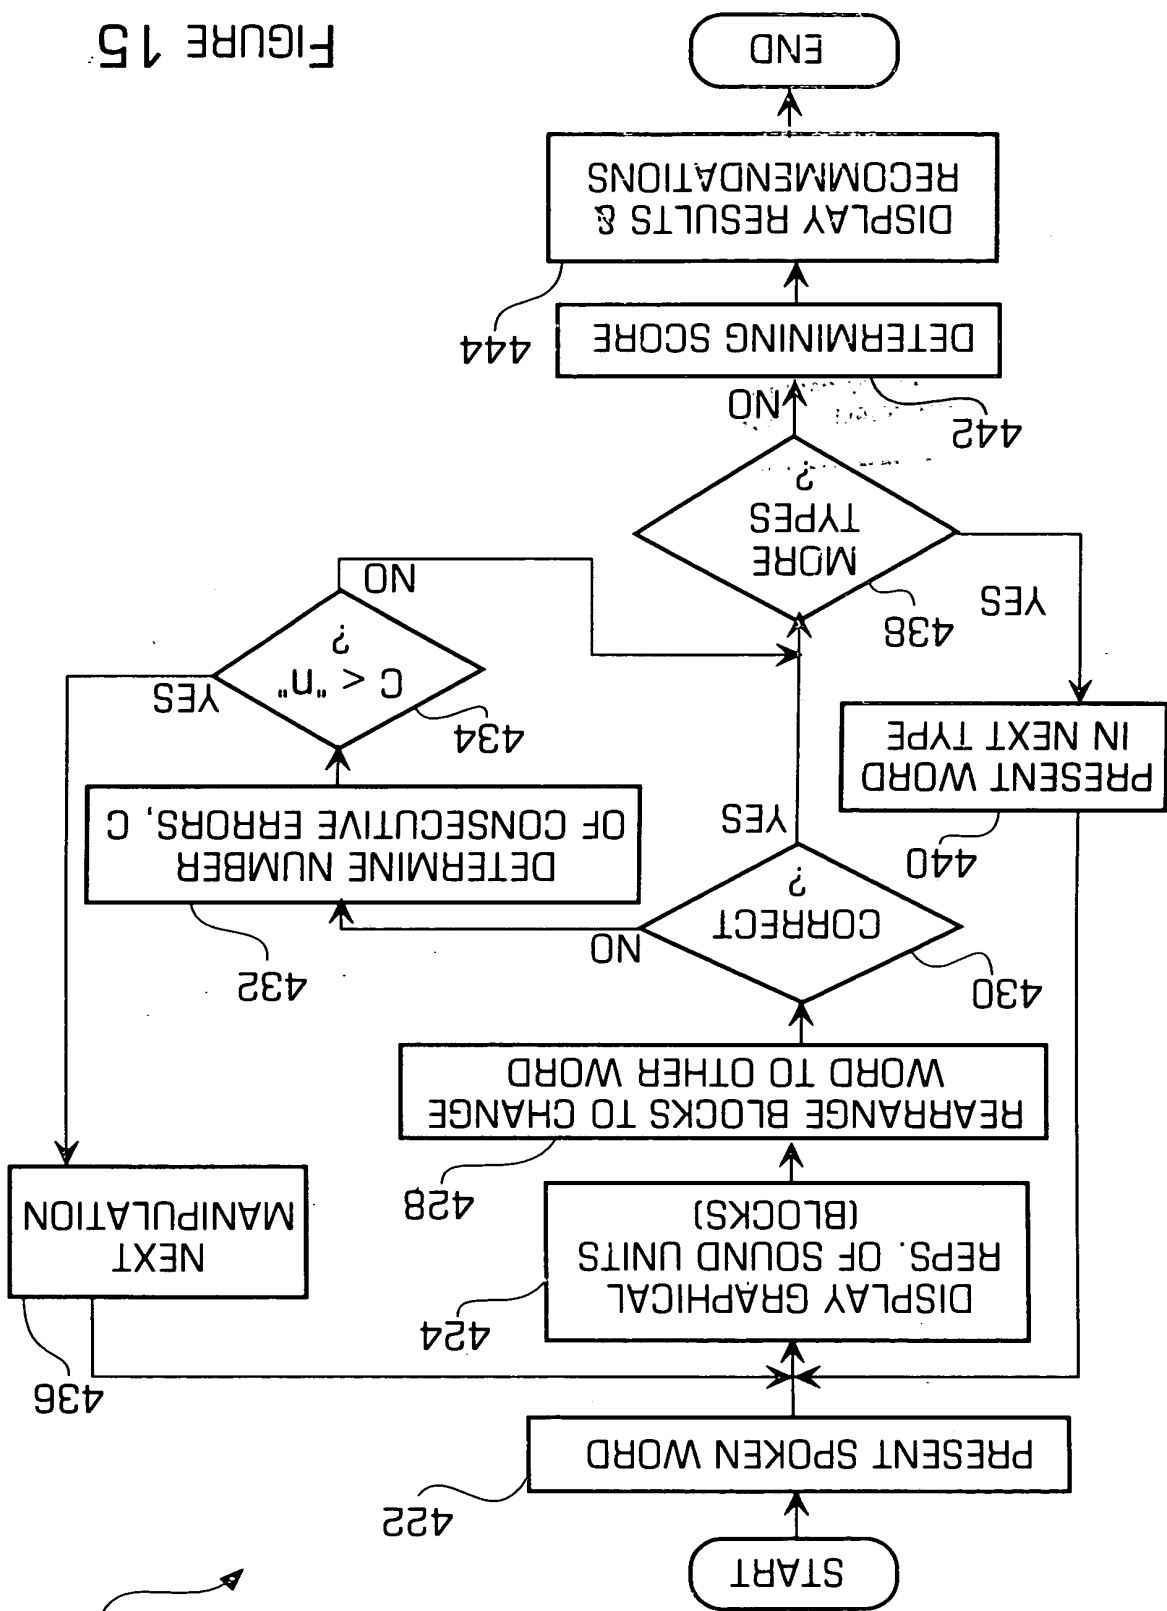 START
422
PRESENT SPOKEN WORD
436
424
DISPLAY GRAPHICAL
REPS. OF SOUND UNITS
(BLOCKS)
NEXT
MANIPULATION
428
REARRANGE BLOCKS TO CHANGE
WORD TO OTHER WORD
430
CORRECT
?
NO
YES
432
DETERMINE NUMBER
OF CONSECUTIVE ERRORS, C
434
C < "n"
?
YES
NO
440
PRESENT WORD
IN NEXT TYPE
YES
438
MORE
TYPES
?
NO
442
DETERMINING SCORE
444
DISPLAY RESULTS &
RECOMMENDATIONS
END
FIGURE 15